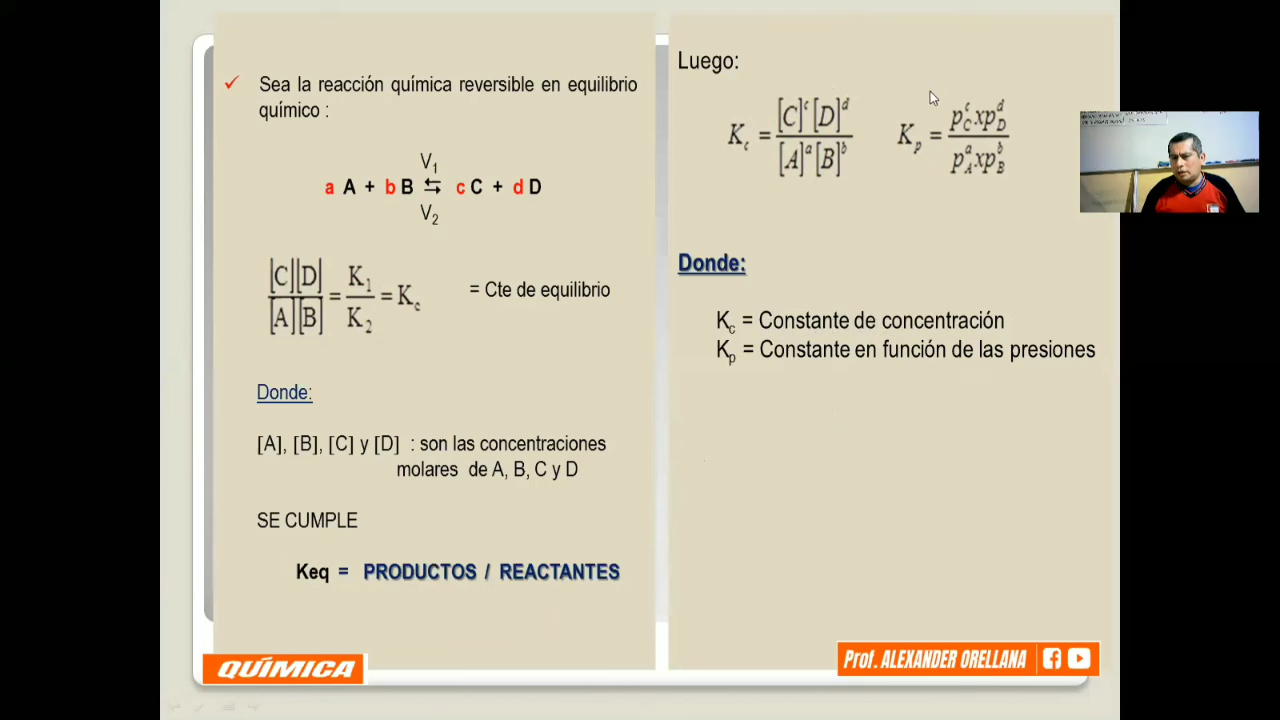 ✓ Sea la reacción química reversible en equilibrio
químico :
V1
a A + b B ⇆ c C + d D
V2
[C][D] / [A][B] = K1 / K2 = Kc = Cte de equilibrio
Donde:
[A], [B], [C] y [D] : son las concentraciones
molares de A, B, C y D
SE CUMPLE
Keq = PRODUCTOS / REACTANTES
QUÍMICA
Luego:
Kc = [C]^c [D]^d / [A]^a [B]^b   Kp = p_C^c x p_D^d / p_A^a x p_B^b
Donde:
Kc = Constante de concentración
Kp = Constante en función de las presiones
Prof. ALEXANDER ORELLANA